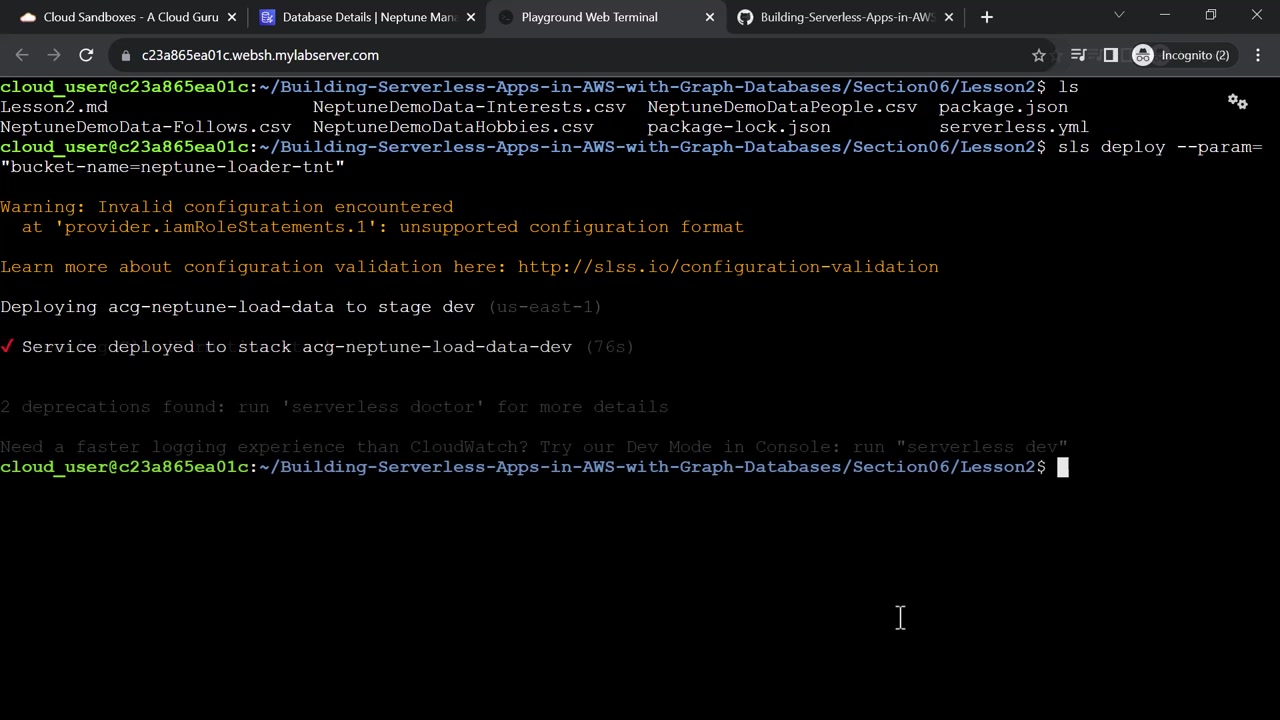 Cloud Sandboxes - A Cloud Guru
Database Details | Neptune Mana
Playground Web Terminal
Building-Serverless-Apps-in-AWS
c23a865ea01c.websh.mylabserver.com
Incognito (2)
cloud_user@c23a865ea01c:~/Building-Serverless-Apps-in-AWS-with-Graph-Databases/Section06/Lesson2$ ls
Lesson2.md NeptuneDemoData-Interests.csv NeptuneDemoDataPeople.csv package.json
NeptuneDemoData-Follows.csv NeptuneDemoDataHobbies.csv package-lock.json serverless.yml
cloud_user@c23a865ea01c:~/Building-Serverless-Apps-in-AWS-with-Graph-Databases/Section06/Lesson2$ sls deploy --param=
"bucket-name=neptune-loader-tnt"
Warning: Invalid configuration encountered
at 'provider.iamRoleStatements.1': unsupported configuration format
Learn more about configuration validation here: http://slss.io/configuration-validation
Deploying acg-neptune-load-data to stage dev (us-east-1)
✓ Service deployed to stack acg-neptune-load-data-dev (76s)
2 deprecations found: run 'serverless doctor' for more details
Need a faster logging experience than CloudWatch? Try our Dev Mode in Console: run "serverless dev"
cloud_user@c23a865ea01c:~/Building-Serverless-Apps-in-AWS-with-Graph-Databases/Section06/Lesson2$